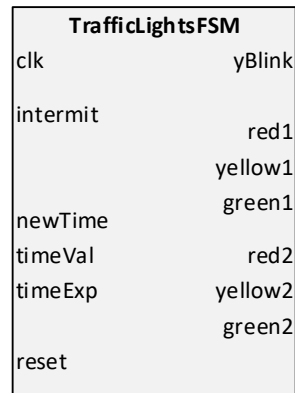 TrafficLightsFSM
clk yBlink
intermit
red1
yellow1
green1
newTime
timeVal red2
timeExp yellow2
green2
reset